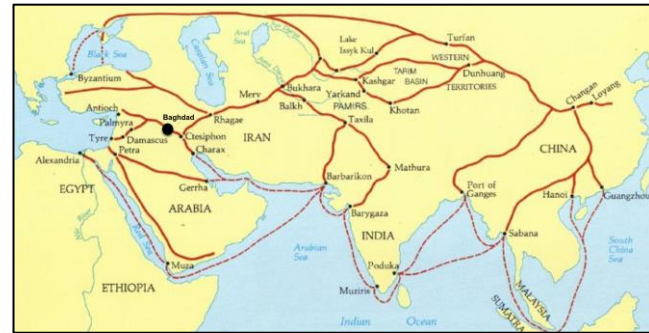 Black Sea
Byzantium
Caspian Sea
Aral Sea
Lake
Issyk Kul
Turfan
WESTERN
TARIM
BASIN
Dunhuang
TERRITORIES
Kashgar
Yarkand
PAMIRS.
Khotan
Bukhara
Merv
Balkh
Changan
Loyang
Antioch
Palmyra
Baghdad
Rhagae
Tyre
Damascus
Ctesiphon
IRAN
Taxila
CHINA
Alexandria
Petra
Charax
Mathura
EGYPT
Gerrha
Barbarikon
Port of
Ganges
Hanoi
Guangzhou
ARABIA
Barygaza
INDIA
Red Sea
Arabian
Sea
Sabana
South
China
Sea
Muza
Poduka
MALAYSIA
ETHIOPIA
Muziris
SUMATRA
Indian Ocean